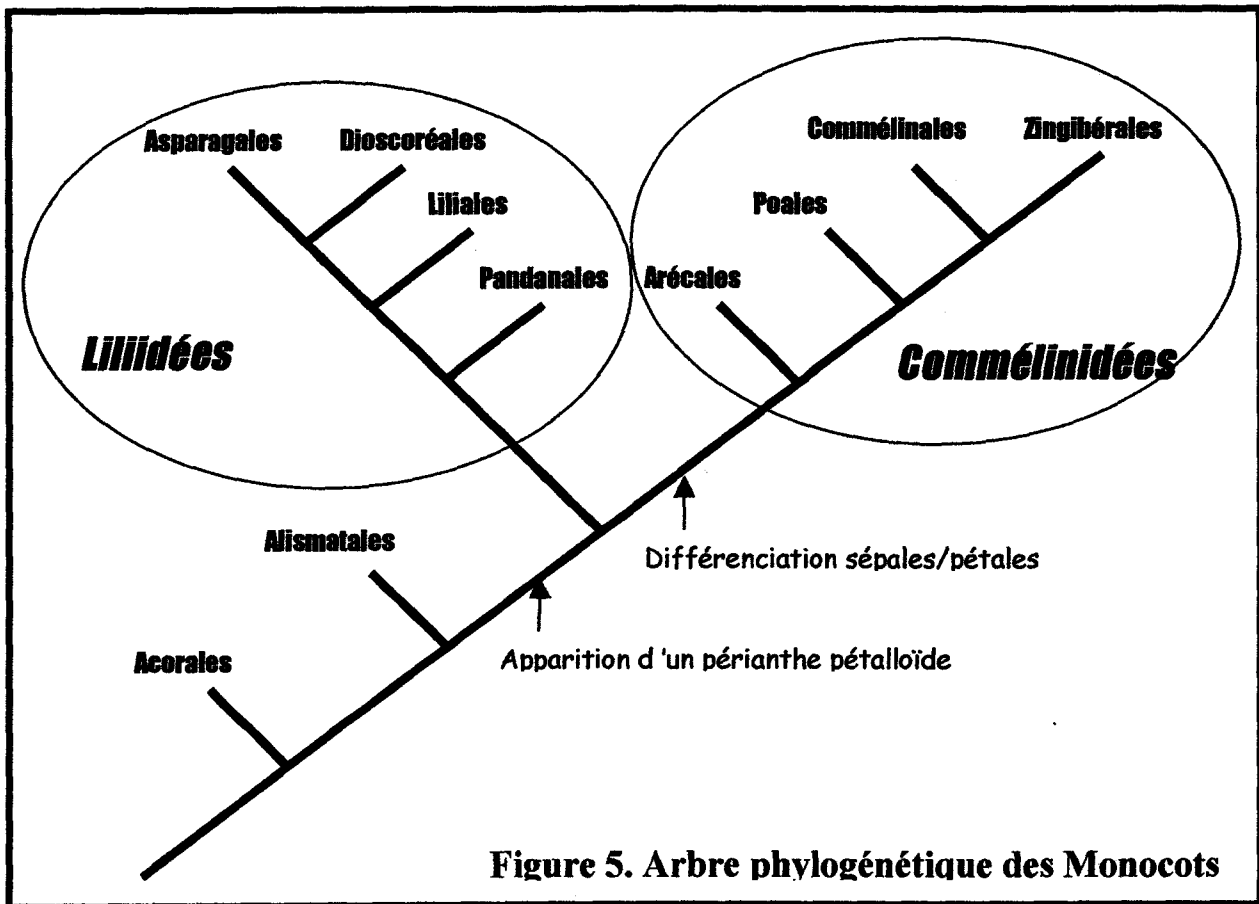 Asparagales
Dioscoréales
Liliales
Pandanales
Liliidées
Commélinales
Zingibérales
Poales
Arécales
Commélinidées
Alismatales
Acorales
Différenciation sépales/pétales
Apparition d 'un périanthe pétalloïde
Figure 5. Arbre phylogénétique des Monocots